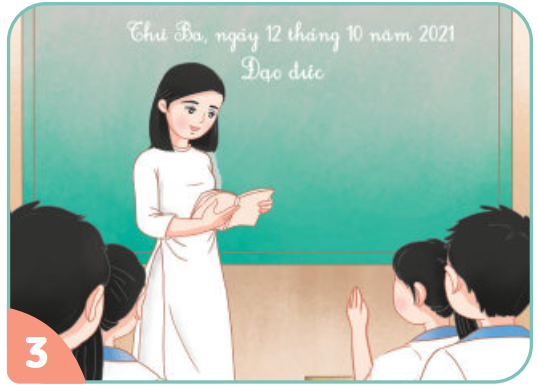 Thứ Ba, ngày 12 tháng 10 năm 2021
Đạo đức
3